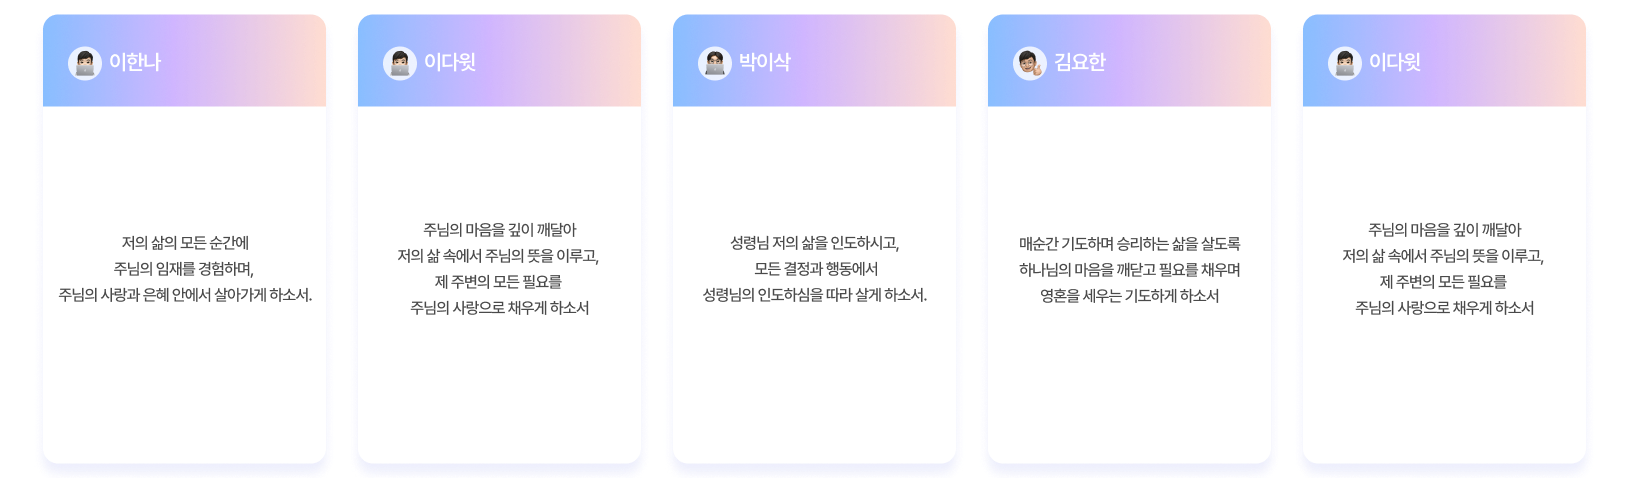 이한나
저의 삶의 모든 순간에
주님의 임재를 경험하며,
주님의 사랑과 은혜 안에서 살아가게 하소서.
이다윗
주님의 마음을 깊이 깨달아
저의 삶 속에서 주님의 뜻을 이루고,
제 주변의 모든 필요를
주님의 사랑으로 채우게 하소서
박이삭
성령님 저의 삶을 인도하시고,
모든 결정과 행동에서
성령님의 인도하심을 따라 살게 하소서.
김요한
매순간 기도하며 승리하는 삶을 살도록
하나님의 마음을 깨닫고 필요를 채우며
영혼을 세우는 기도하게 하소서
이다윗
주님의 마음을 깊이 깨달아
저의 삶 속에서 주님의 뜻을 이루고,
제 주변의 모든 필요를
주님의 사랑으로 채우게 하소서